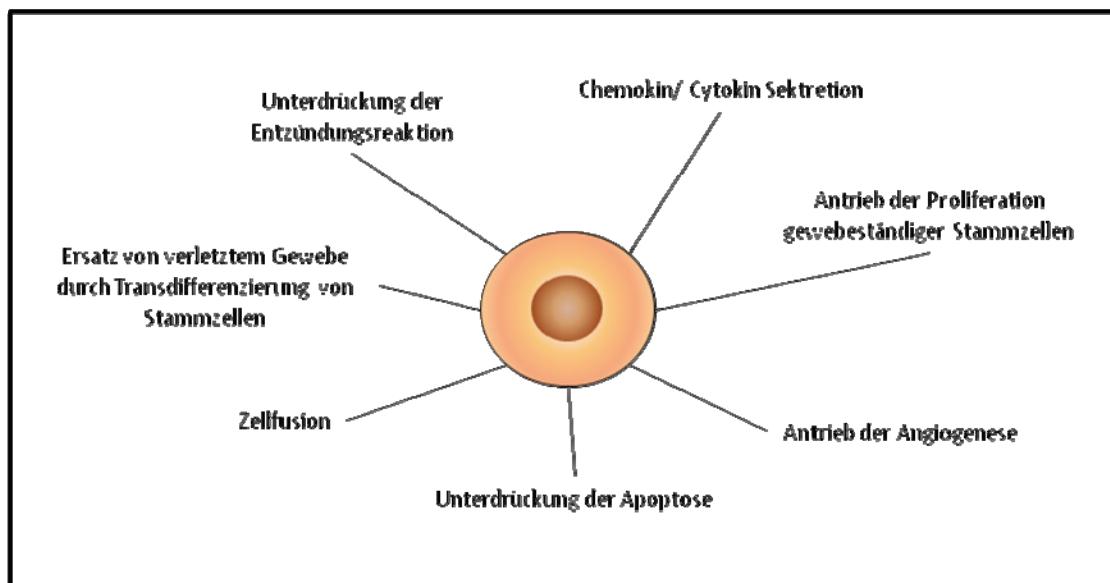 Unterdrückung der
Entzündungsreaktion
Chemokin/ Cytokin Sektretion
Antrieb der Proliferation
gewebeständiger Stammzellen
Ersatz von verletztem Gewebe
durch Transdifferenzierung von
Stammzellen
Zellfusion
Antrieb der Angiogenese
Unterdrückung der Apoptose